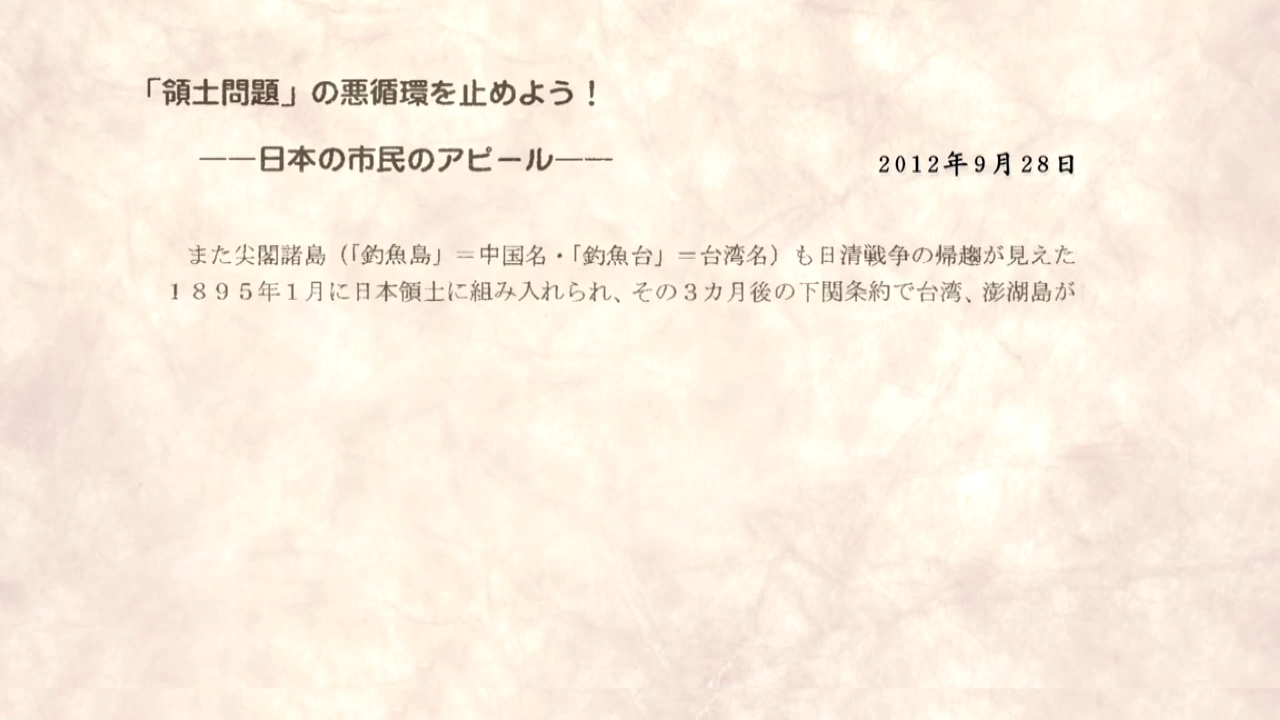 「領土問題」の悪循環を止めよう！
――日本の市民のアピール――
2012年9月28日
また尖閣諸島（「釣魚島」＝中国名・「釣魚台」＝台湾名）も日清戦争の帰趨が見えた
１８９５年１月に日本領土に組み入れられ、その３カ月後の下関条約で台湾、澎湖島が